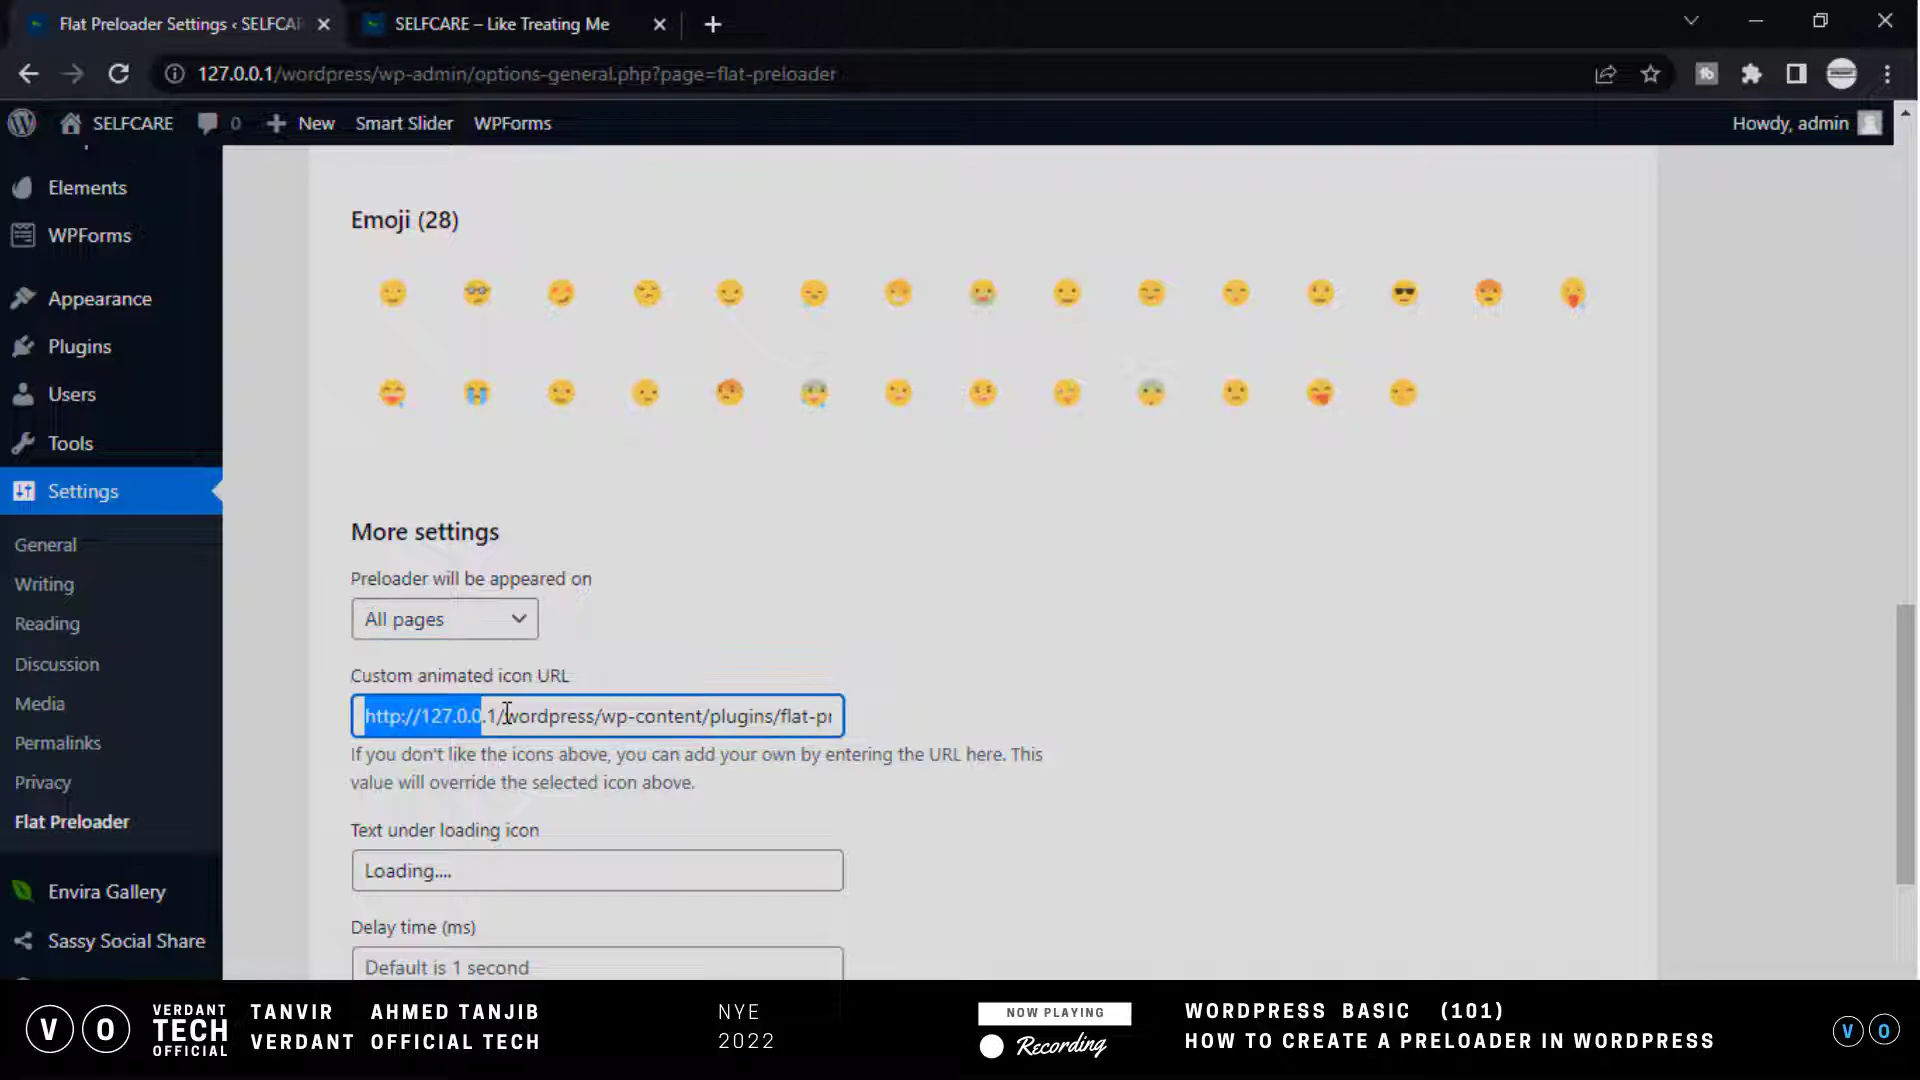 Flat Preloader Settings ‹ SELFCAR
SELFCARE – Like Treating Me
127.0.0.1/wordpress/wp-admin/options-general.php?page=flat-preloader
SELFCARE 0 New Smart Slider WPForms Howdy, admin
Elements
WPForms
Appearance
Plugins
Users
Tools
Settings
General
Writing
Reading
Discussion
Media
Permalinks
Privacy
Flat Preloader
Envira Gallery
Sassy Social Share
Emoji (28)
More settings
Preloader will be appeared on
All pages
Custom animated icon URL
http://127.0.0.1/wordpress/wp-content/plugins/flat-pr
If you don't like the icons above, you can add your own by entering the URL here. This
value will override the selected icon above.
Text under loading icon
Loading....
Delay time (ms)
Default is 1 second
V O
VERDANT
TECH
OFFICIAL
TANVIR AHMED TANJIB
VERDANT OFFICIAL TECH
NYE
2022
NOW PLAYING
Recording
WORDPRESS BASIC (101)
HOW TO CREATE A PRELOADER IN WORDPRESS
V O